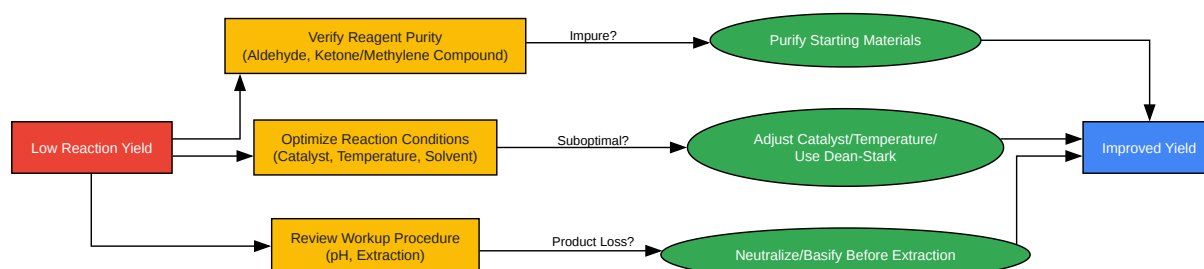 Verify Reagent Purity
(Aldehyde, Ketone/Methylene Compound)
Impure?
Purify Starting Materials
Low Reaction Yield
Optimize Reaction Conditions
(Catalyst, Temperature, Solvent)
Suboptimal?
Adjust Catalyst/Temperature/
Use Dean-Stark
Improved Yield
Review Workup Procedure
(pH, Extraction)
Product Loss?
Neutralize/Basify Before Extraction